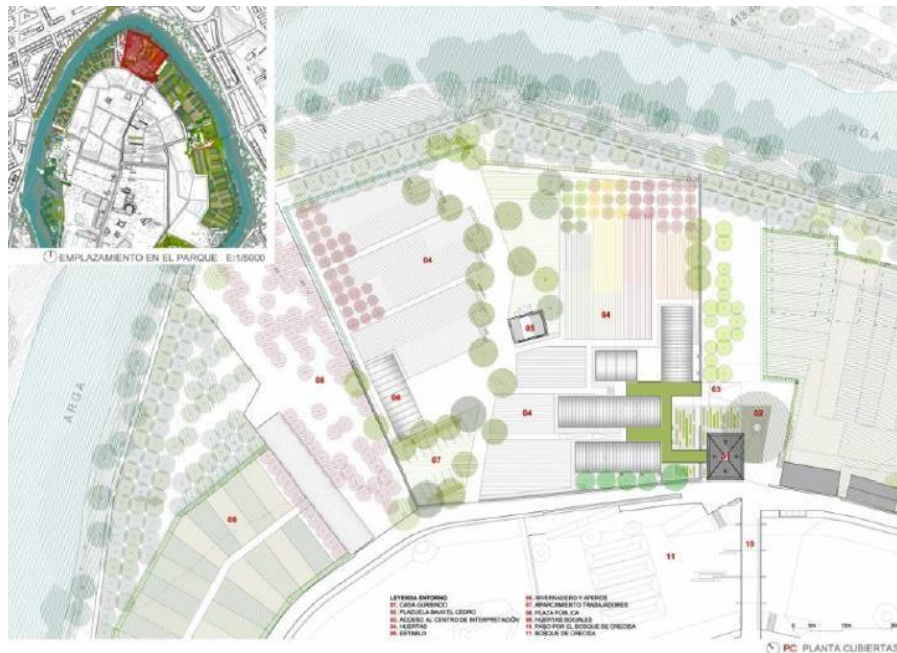 EMPLAZAMIENTO EN EL PARQUE E:1/5000
ARGA
ARGA
04
05
04
03
06
08
04
02
01
07
09
11
10
LEYENDA ENTORNO
01. CASA GURBINDO
02. PLAZUELA BAJO EL CEDRO
03. ACCESO AL CENTRO DE INTERPRETACIÓN
04. HUERTAS
05. ESTABLO
06. INVERNADERO Y APEROS
07. APARCAMIENTO TRABAJADORES
08. PLAZA PÚBLICA
09. HUERTAS SOCIALES
10. PASO POR EL BOSQUE DE CRECIDA
11. BOSQUE DE CRECIDA
PC PLANTA CUBIERTAS